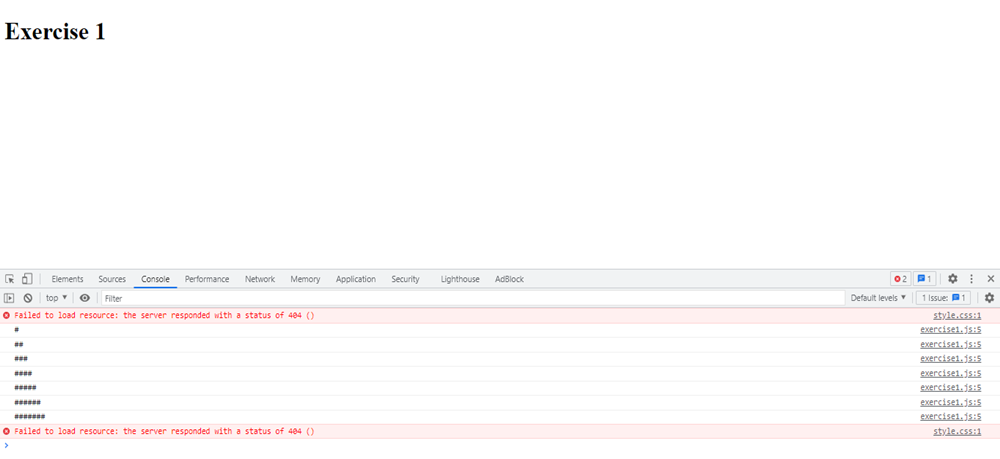 Exercise 1
Elements Sources Console Performance Network Memory Application Security Lighthouse AdBlock 2 1
top ▼ Filter Default levels ▼ 1 Issue: 1
Failed to load resource: the server responded with a status of 404 () style.css:1
# exercise1.js:5
## exercise1.js:5
### exercise1.js:5
#### exercise1.js:5
##### exercise1.js:5
###### exercise1.js:5
####### exercise1.js:5
Failed to load resource: the server responded with a status of 404 () style.css:1